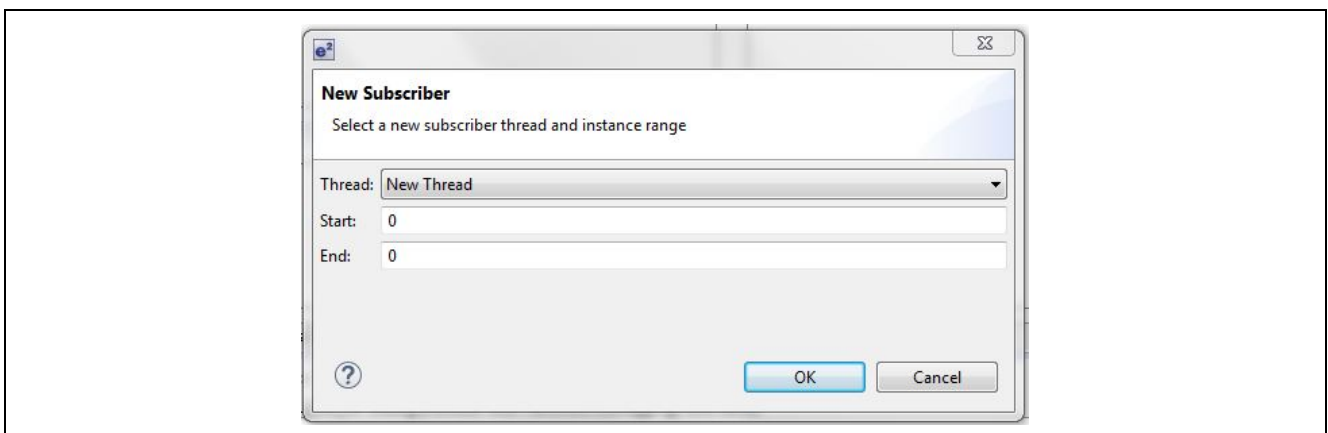 e²
New Subscriber
Select a new subscriber thread and instance range
Thread: New Thread
Start: 0
End: 0
?
OK Cancel